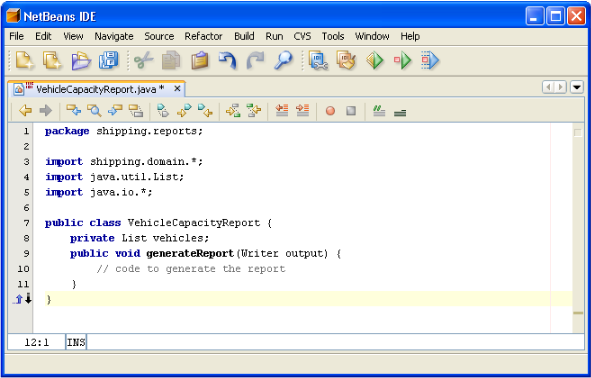 NetBeans IDE
File Edit View Navigate Source Refactor Build Run CVS Tools Window Help
VehicleCapacityReport.java * ×
1 package shipping.reports;
2
3 import shipping.domain.*;
4 import java.util.List;
5 import java.io.*;
6
7 public class VehicleCapacityReport {
8 private List vehicles;
9 public void generateReport(Writer output) {
10 // code to generate the report
11 }
}
12:1 INS